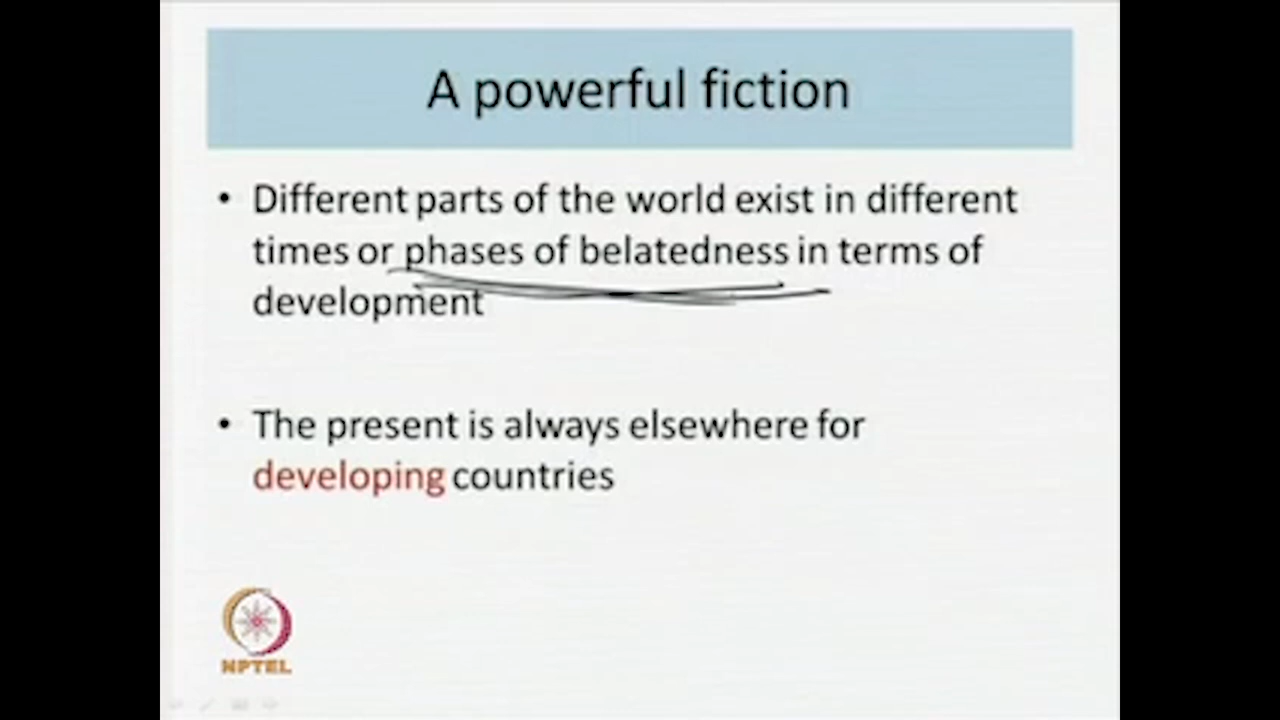 A powerful fiction
• Different parts of the world exist in different
times or phases of belatedness in terms of
development
• The present is always elsewhere for
developing countries
NPTEL